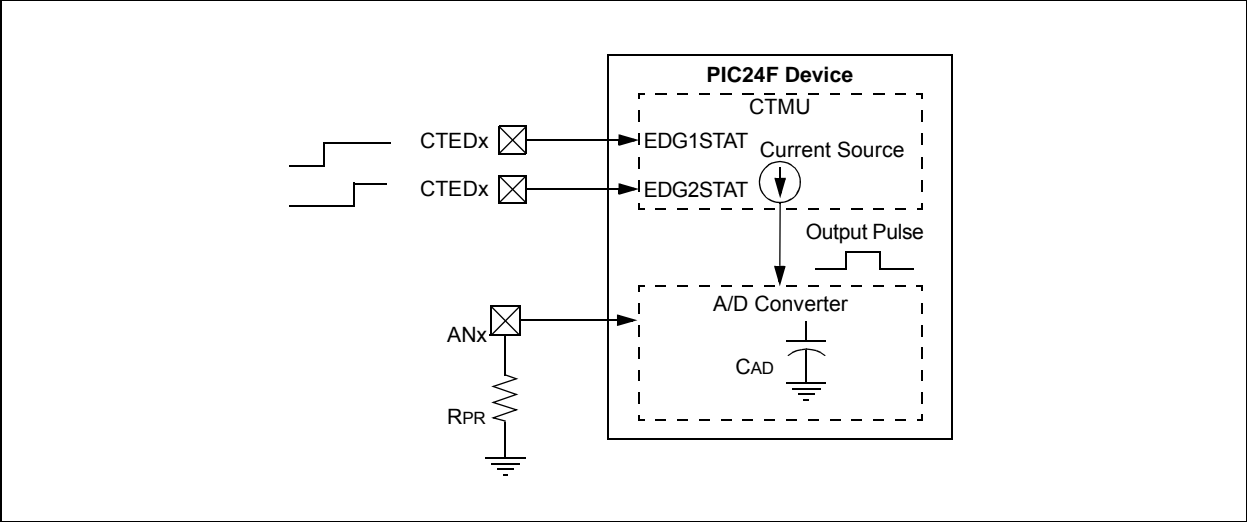 PIC24F Device
CTMU
CTEDx
EDG1STAT
Current Source
CTEDx
EDG2STAT
Output Pulse
A/D Converter
ANx
CAD
RPR